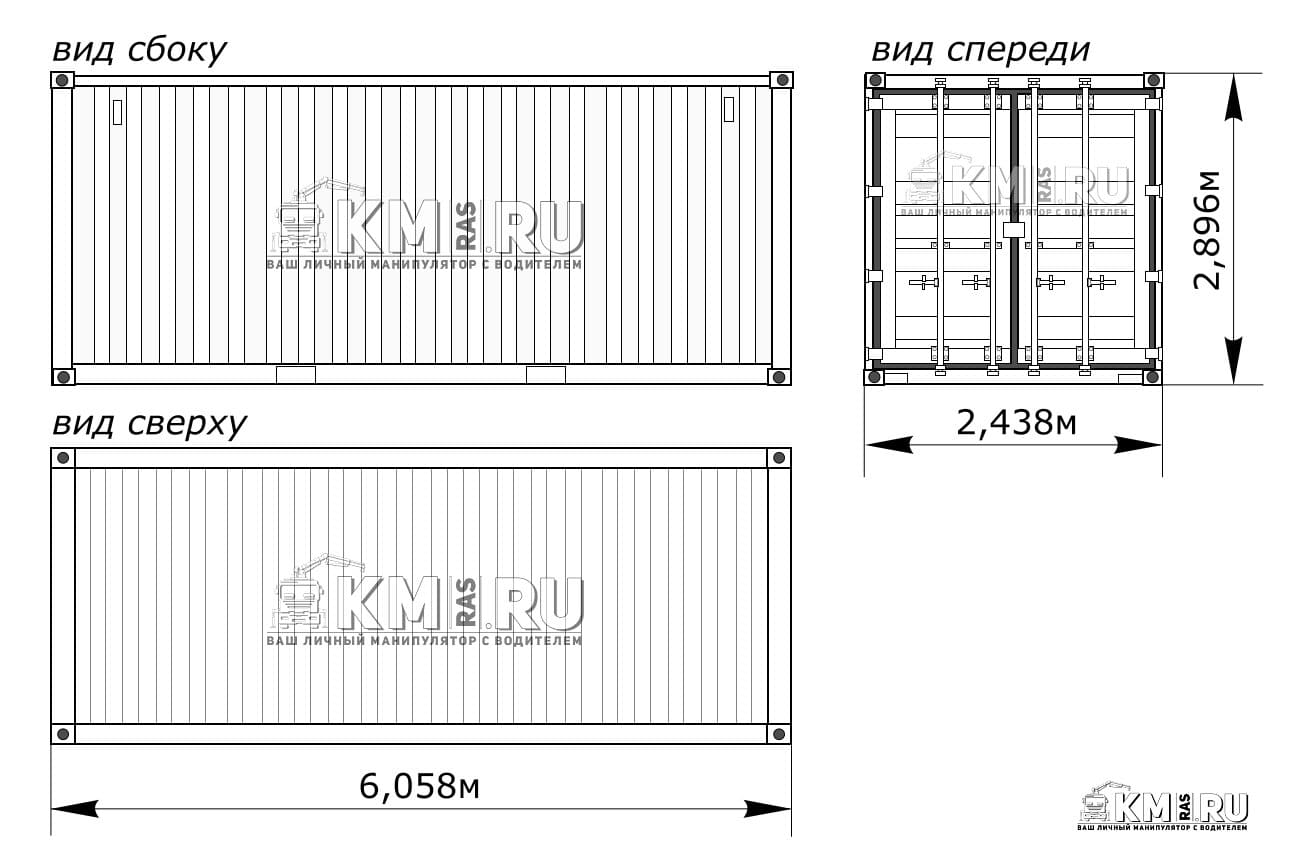 вид сбоку
вид спереди
KM RAS .RU
ВАШ ЛИЧНЫЙ МАНИПУЛЯТОР С ВОДИТЕЛЕМ
KM RAS .RU
ВАШ ЛИЧНЫЙ МАНИПУЛЯТОР С ВОДИТЕЛЕМ
2,896м
2,438м
вид сверху
KM RAS .RU
ВАШ ЛИЧНЫЙ МАНИПУЛЯТОР С ВОДИТЕЛЕМ
6,058м
KM RAS .RU
ВАШ ЛИЧНЫЙ МАНИПУЛЯТОР С ВОДИТЕЛЕМ